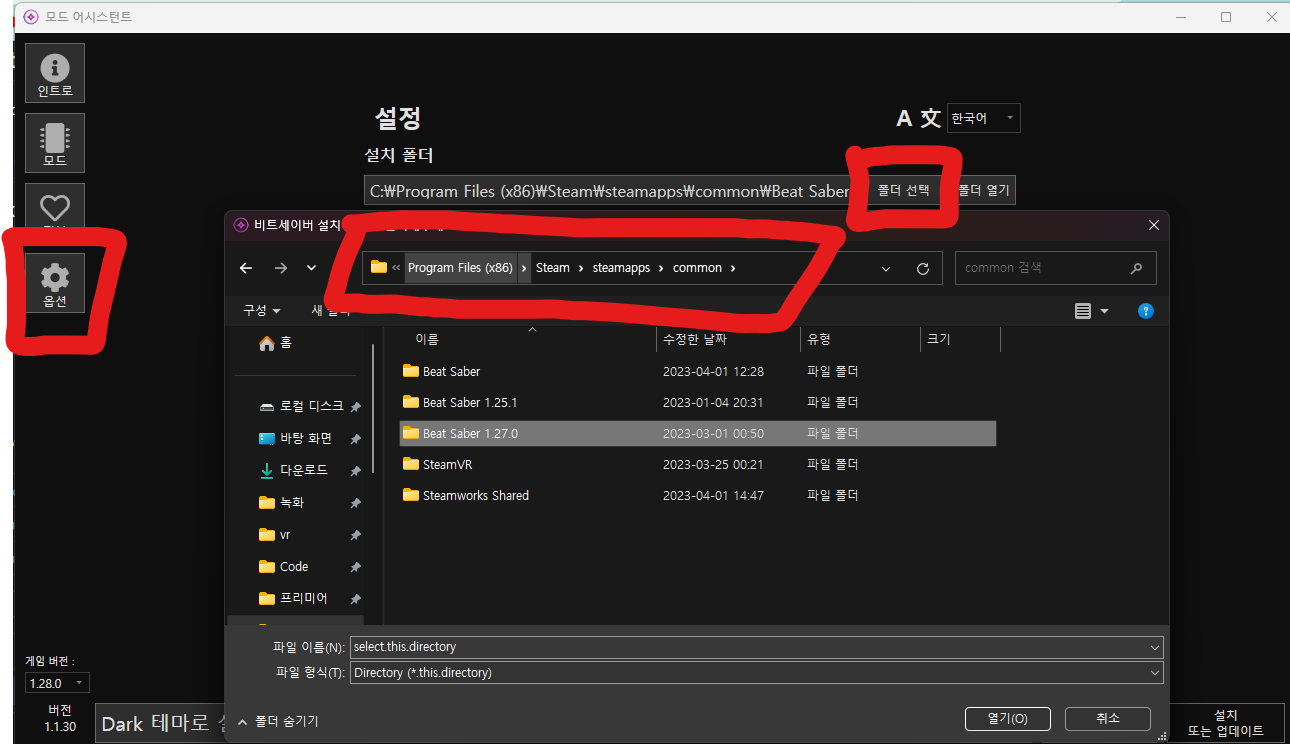 모드 어시스턴트
인트로
모드
옵션
설정
A 文 한국어
설치 폴더
C:₩Program Files (x86)₩Steam₩steamapps₩common₩Beat Saber
폴더 선택
폴더 열기
비트세이버 설치
« Program Files (x86) › Steam › steamapps › common ›
common 검색
구성
새
이름 수정한 날짜 유형 크기
홈
로컬 디스크
바탕 화면
다운로드
녹화
vr
Code
프리미어
Beat Saber 2023-04-01 12:28 파일 폴더
Beat Saber 1.25.1 2023-01-04 20:31 파일 폴더
Beat Saber 1.27.0 2023-03-01 00:50 파일 폴더
SteamVR 2023-03-25 00:21 파일 폴더
Steamworks Shared 2023-04-01 14:47 파일 폴더
파일 이름(N): select.this.directory
파일 형식(T): Directory (*.this.directory)
폴더 숨기기
열기(O)
취소
게임 버전 :
1.28.0
버전
1.1.30
Dark 테마로
설치
또는 업데이트